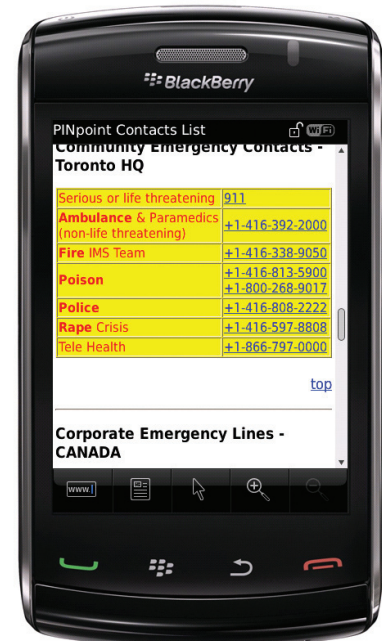 BlackBerry
PINpoint Contacts List WiFi
Community Emergency Contacts -
Toronto HQ
Serious or life threatening 911
Ambulance & Paramedics
(non-life threatening) +1-416-392-2000
Fire IMS Team +1-416-338-9050
Poison +1-416-813-5900
+1-800-268-9017
Police +1-416-808-2222
Rape Crisis +1-416-597-8808
Tele Health +1-866-797-0000
top
Corporate Emergency Lines -
CANADA
www.